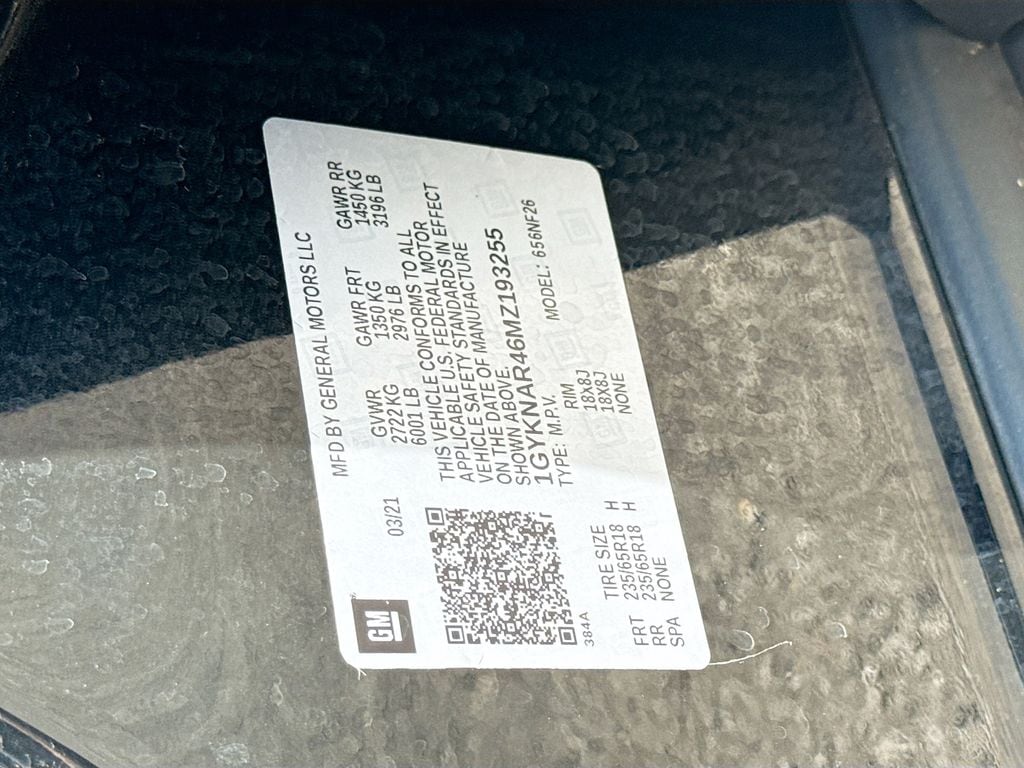 GM
MFD BY GENERAL MOTORS LLC
03/21
GVWR GAWR FRT GAWR RR
2722 KG 1350 KG 1450 KG
6001 LB 2976 LB 3196 LB
THIS VEHICLE CONFORMS TO ALL
APPLICABLE U.S. FEDERAL MOTOR
VEHICLE SAFETY STANDARDS IN EFFECT
ON THE DATE OF MANUFACTURE
SHOWN ABOVE.
1GYKNAR46MZ193255
TYPE: M.P.V. MODEL: 656NF26
384A
TIRE SIZE RIM
FRT 235/65R18 H 18X8J
RR 235/65R18 H 18X8J
SPA NONE NONE